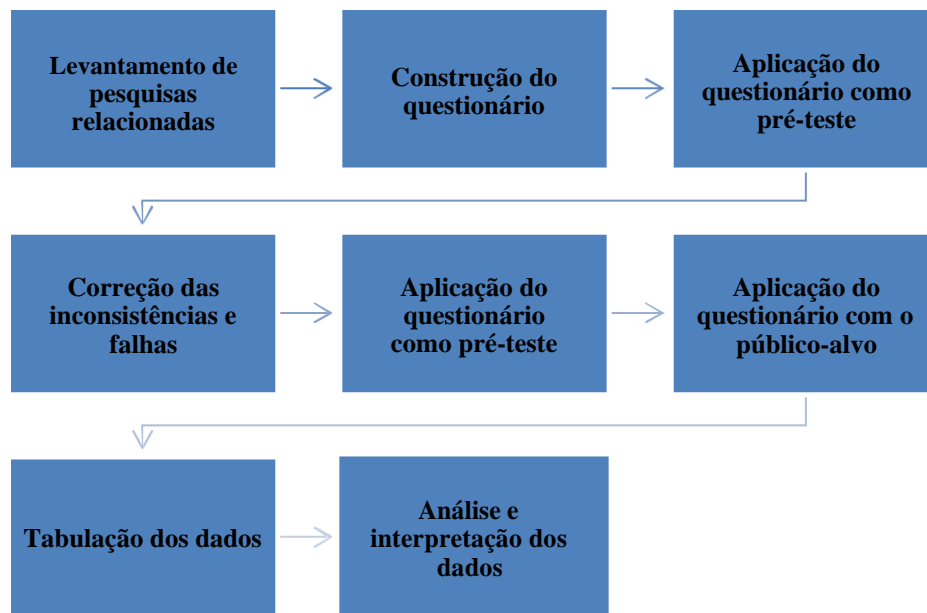 Levantamento de
pesquisas
relacionadas
Construção do
questionário
Aplicação do
questionário como
pré-teste
Correção das
inconsistências e
falhas
Aplicação do
questionário
como pré-teste
Aplicação do
questionário com o
público-alvo
Tabulação dos dados
Análise e
interpretação dos
dados